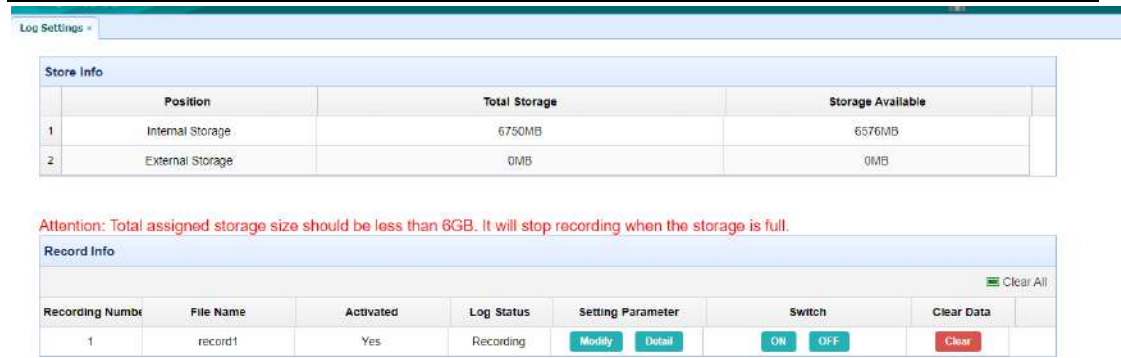 Log Settings ×
Store Info
Position Total Storage Storage Available
1 Internal Storage 6750MB 6576MB
2 External Storage 0MB 0MB
Attention: Total assigned storage size should be less than 6GB. It will stop recording when the storage is full.
Record Info
Clear All
Recording Numbe File Name Activated Log Status Setting Parameter Switch Clear Data
1 record1 Yes Recording Modify Detail ON OFF Clear